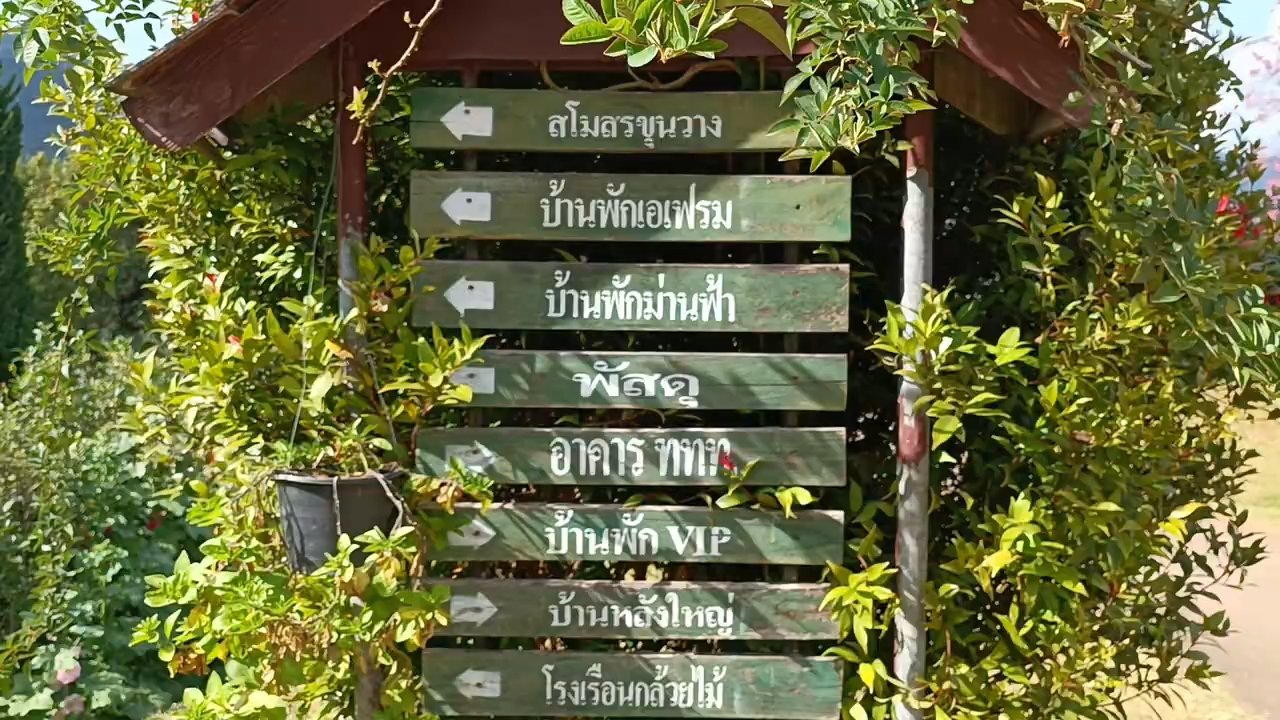 สโมสรขุนวาง
บ้านพักเอเฟรม
บ้านพักม่านฟ้า
พัสดุ
อาคาร ททท
บ้านพัก VIP
บ้านหลังใหญ่
โรงเรือนกล้วยไม้